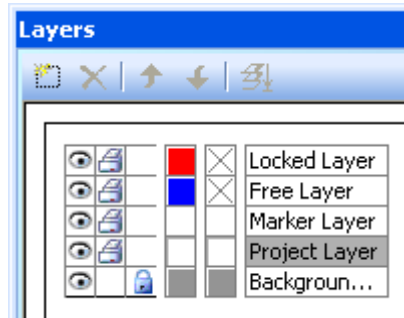 Layers
Locked Layer
Free Layer
Marker Layer
Project Layer
Backgroun...